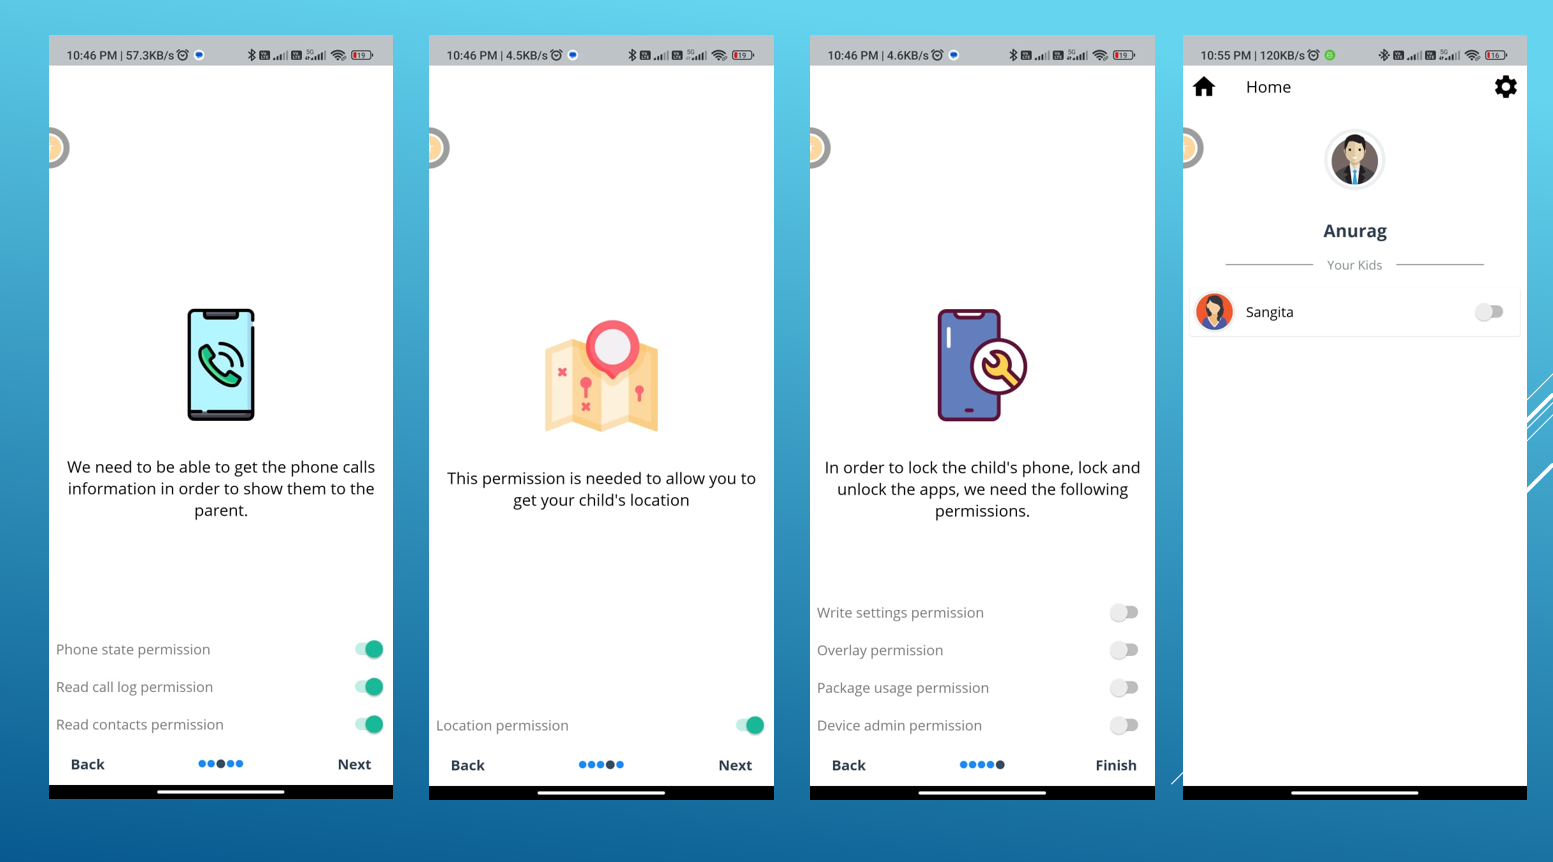 10:46 PM | 57.3KB/s
19
We need to be able to get the phone calls
information in order to show them to the
parent.
Phone state permission
Read call log permission
Read contacts permission
Back
Next
10:46 PM | 4.5KB/s
19
This permission is needed to allow you to
get your child's location
Location permission
Back
Next
10:46 PM | 4.6KB/s
19
In order to lock the child's phone, lock and
unlock the apps, we need the following
permissions.
Write settings permission
Overlay permission
Package usage permission
Device admin permission
Back
Finish
10:55 PM | 120KB/s
16
Home
Anurag
Your Kids
Sangita